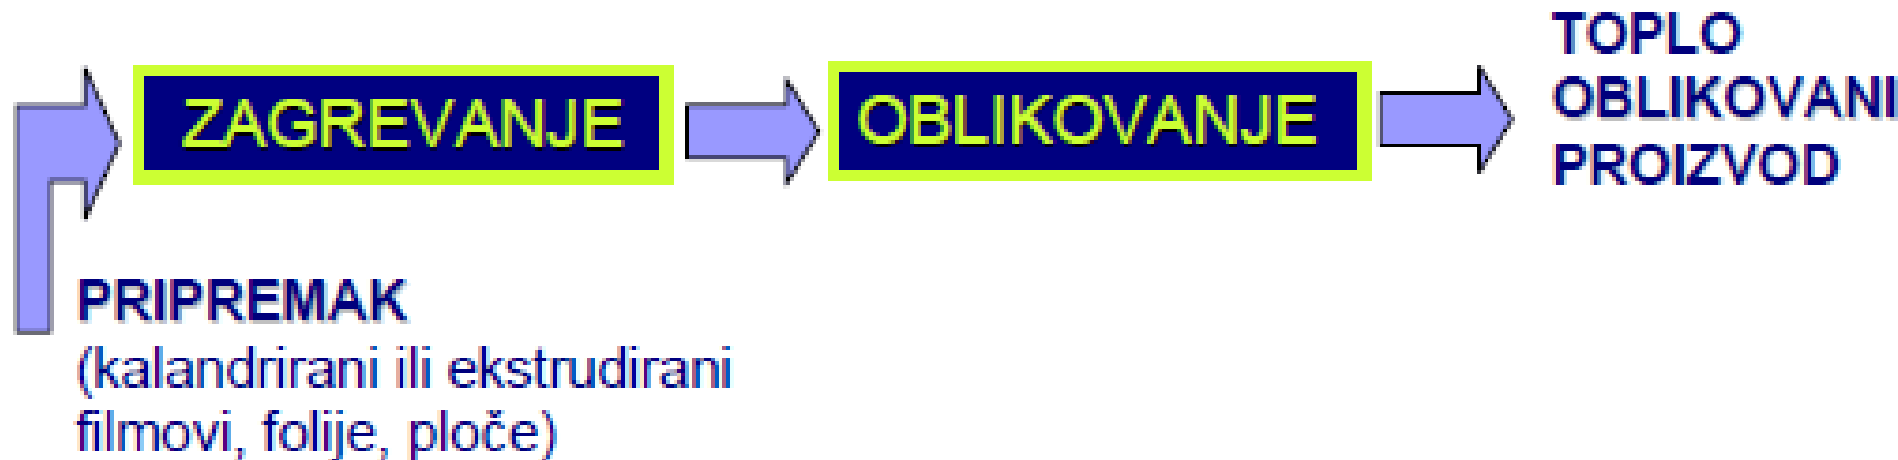 PRIPREMAK
(kalandrirani ili ekstrudirani
filmovi, folije, ploče)
ZAGREVANJE
OBLIKOVANJE
TOPLO
OBLIKOVANI
PROIZVOD